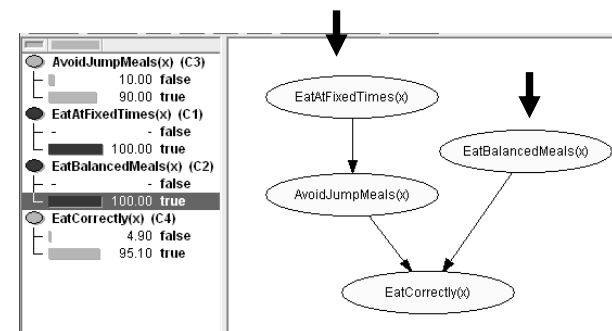 AvoidJumpMeals(x) (C3)
10.00 false
90.00 true
EatAtFixedTimes(x) (C1)
- - false
100.00 true
EatBalancedMeals(x) (C2)
- - false
100.00 true
EatCorrectly(x) (C4)
4.90 false
95.10 true
EatAtFixedTimes(x)
EatBalancedMeals(x)
AvoidJumpMeals(x)
EatCorrectly(x)